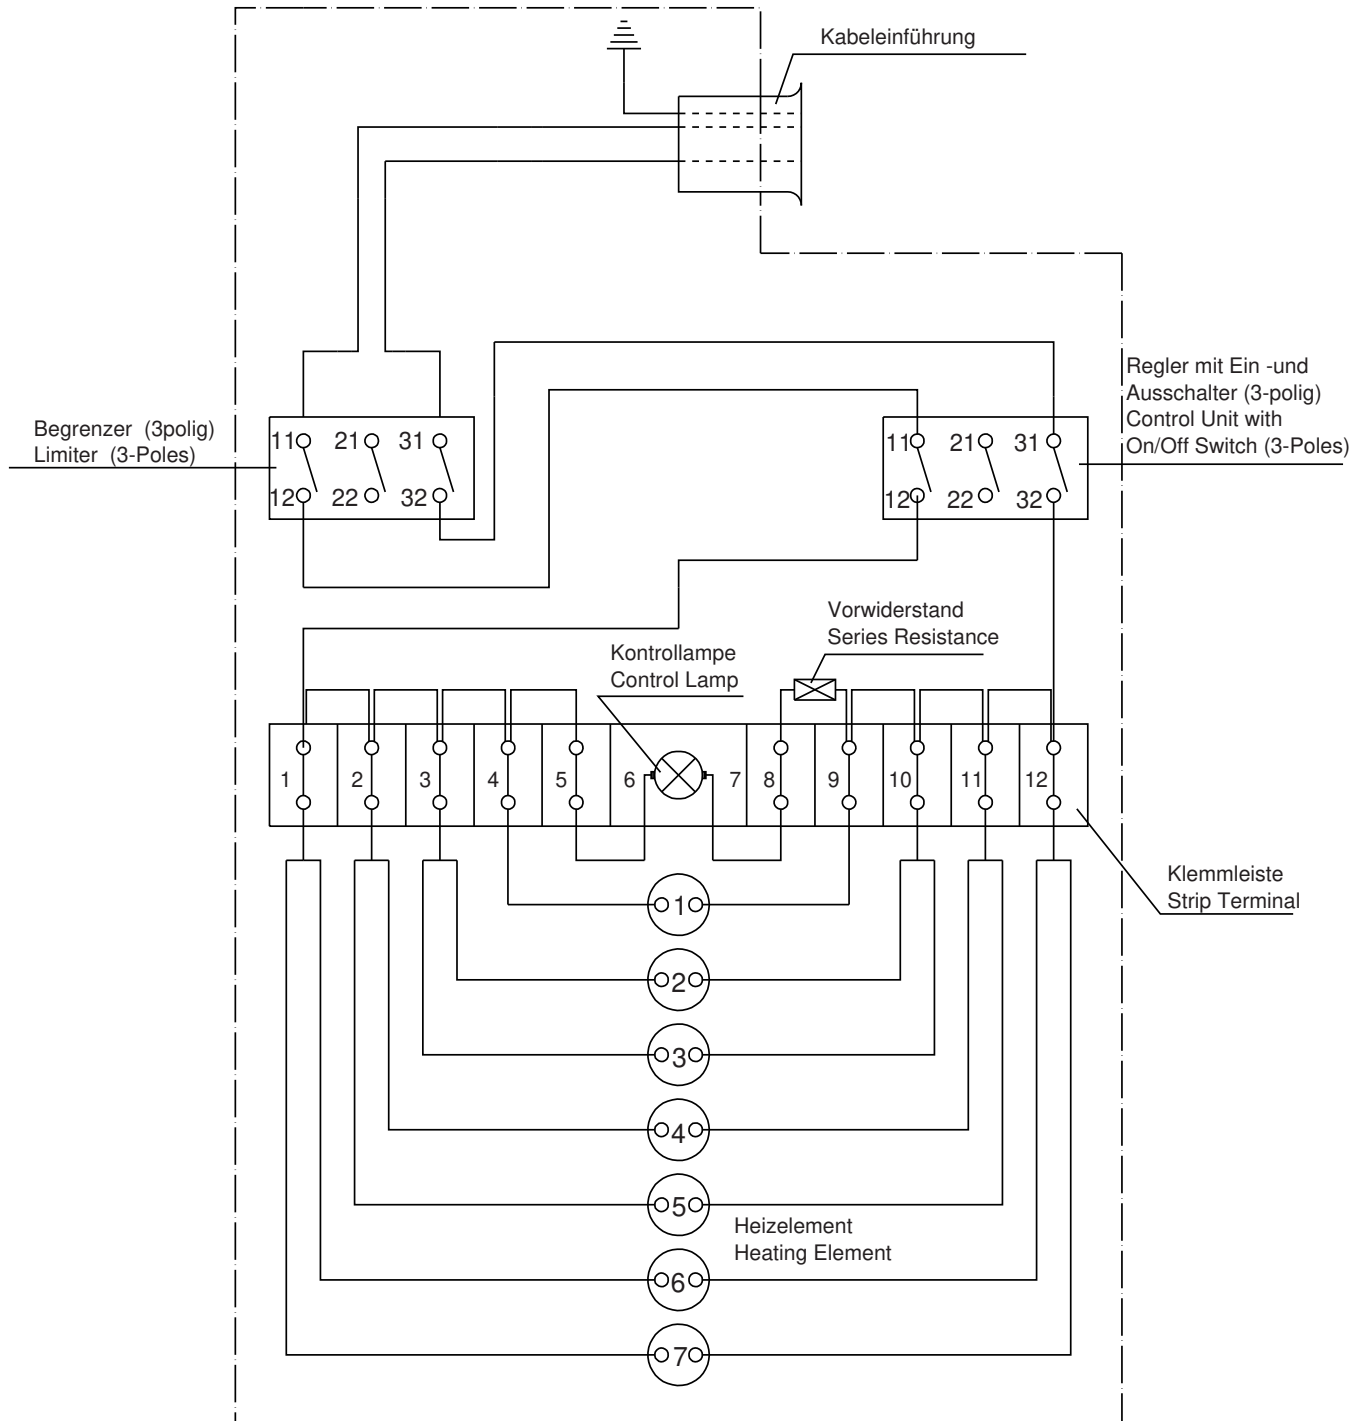 Kabeleinführung
Regler mit Ein -und
Ausschalter (3-polig)
Control Unit with
On/Off Switch (3-Poles)
Begrenzer (3polig)
Limiter (3-Poles)
11 21 31
12 22 32
11 21 31
12 22 32
Vorwiderstand
Series Resistance
Kontrollampe
Control Lamp
1 2 3 4 5 6 7 8 9 10 11 12
Klemmleiste
Strip Terminal
1
2
3
4
5
Heizelement
Heating Element
6
7